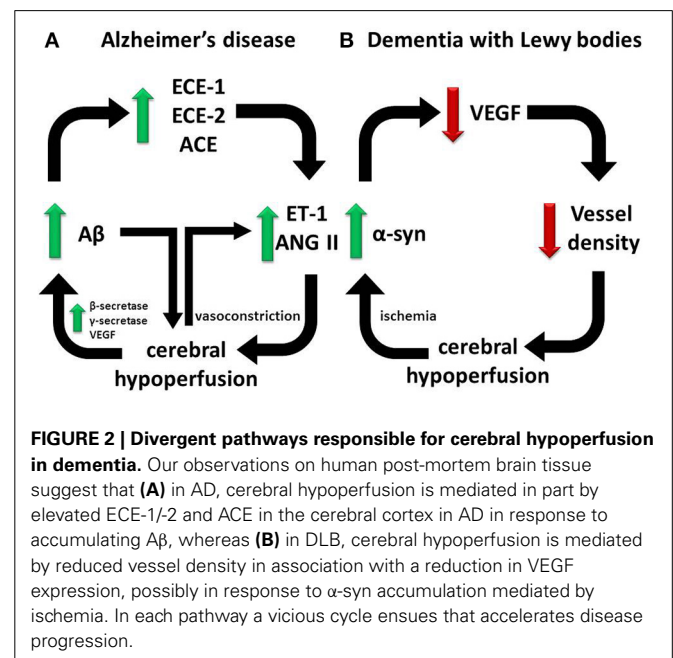 A Alzheimer's disease
B Dementia with Lewy bodies
ECE-1
ECE-2
ACE
Aβ
ET-1
ANG II
β-secretase
γ-secretase
VEGF
vasoconstriction
cerebral
hypoperfusion
VEGF
α-syn
Vessel
density
ischemia
cerebral
hypoperfusion
FIGURE 2 | Divergent pathways responsible for cerebral hypoperfusion
in dementia. Our observations on human post-mortem brain tissue
suggest that (A) in AD, cerebral hypoperfusion is mediated in part by
elevated ECE-1/-2 and ACE in the cerebral cortex in AD in response to
accumulating Aβ, whereas (B) in DLB, cerebral hypoperfusion is mediated
by reduced vessel density in association with a reduction in VEGF
expression, possibly in response to α-syn accumulation mediated by
ischemia. In each pathway a vicious cycle ensues that accelerates disease
progression.